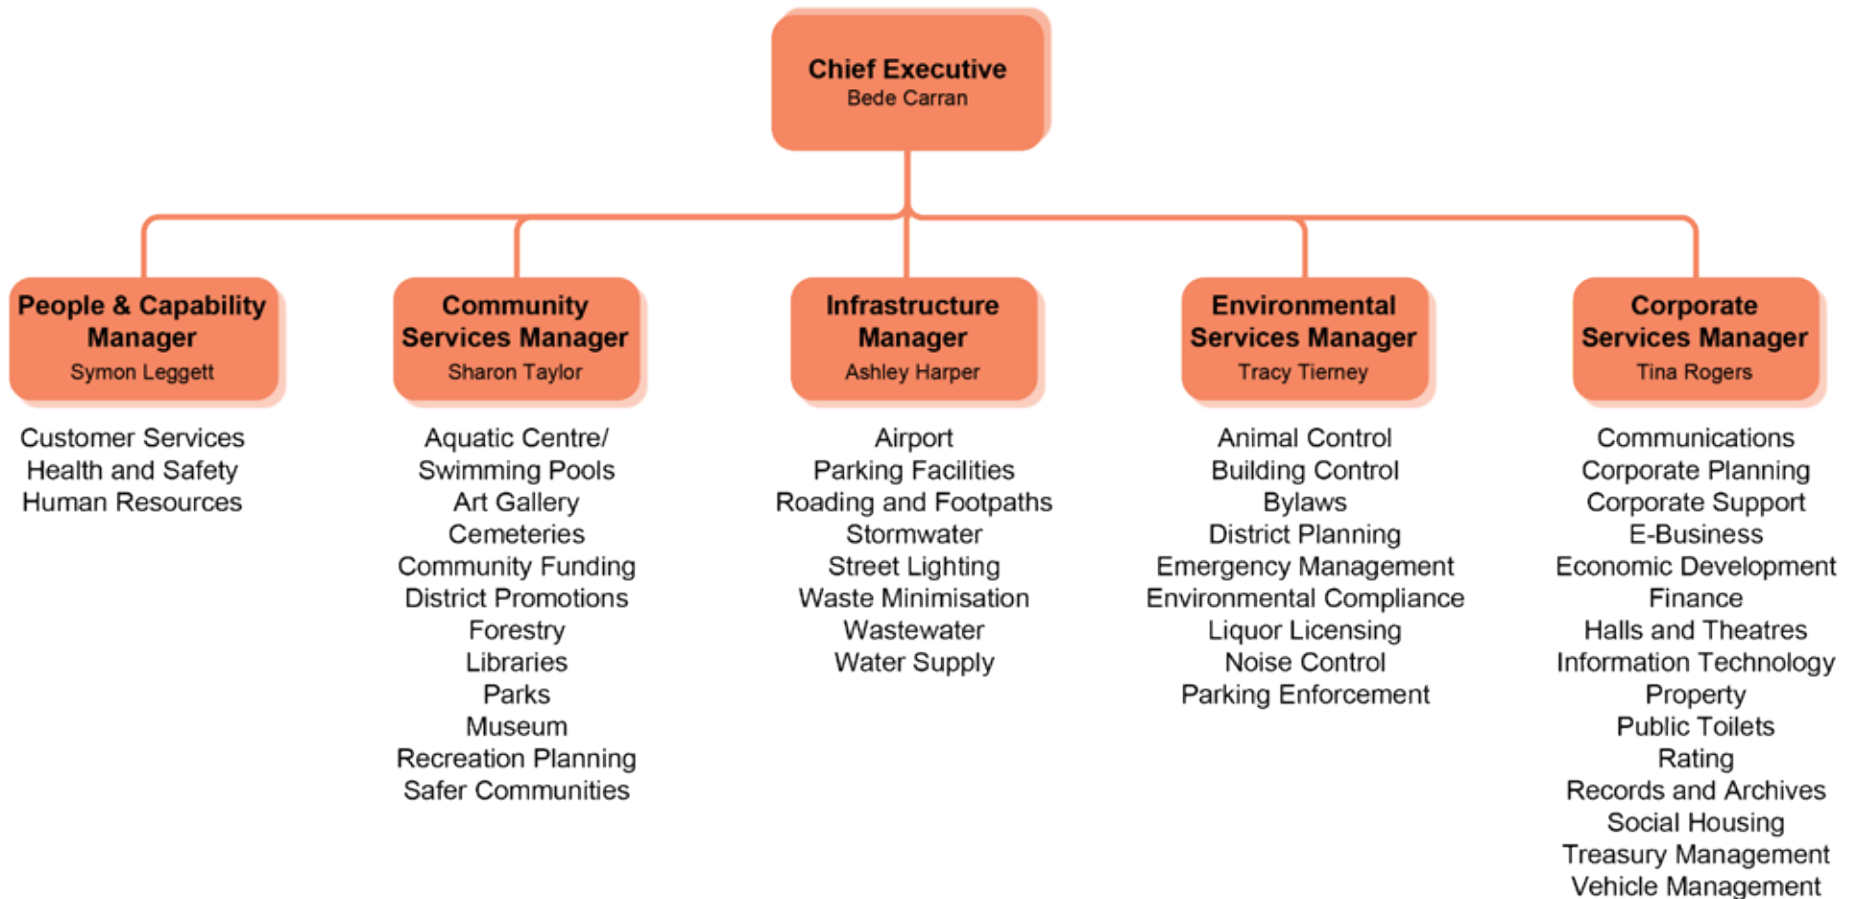 Chief Executive
Bede Carran
People & Capability
Manager
Symon Leggett
Customer Services
Health and Safety
Human Resources
Community
Services Manager
Sharon Taylor
Aquatic Centre/
Swimming Pools
Art Gallery
Cemeteries
Community Funding
District Promotions
Forestry
Libraries
Parks
Museum
Recreation Planning
Safer Communities
Infrastructure
Manager
Ashley Harper
Airport
Parking Facilities
Roading and Footpaths
Stormwater
Street Lighting
Waste Minimisation
Wastewater
Water Supply
Environmental
Services Manager
Tracy Tierney
Animal Control
Building Control
Bylaws
District Planning
Emergency Management
Environmental Compliance
Liquor Licensing
Noise Control
Parking Enforcement
Corporate
Services Manager
Tina Rogers
Communications
Corporate Planning
Corporate Support
E-Business
Economic Development
Finance
Halls and Theatres
Information Technology
Property
Public Toilets
Rating
Records and Archives
Social Housing
Treasury Management
Vehicle Management